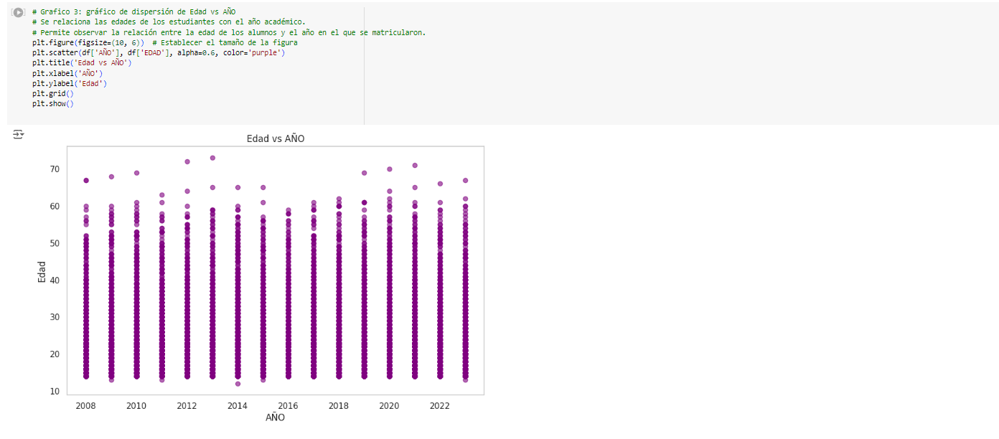 # Grafico 3: gráfico de dispersión de Edad vs AÑO
# Se relaciona las edades de los estudiantes con el año académico.
# Permite observar la relación entre la edad de los alumnos y el año en el que se matricularon.
plt.figure(figsize=(10, 6))  # Establecer el tamaño de la figura
plt.scatter(df['AÑO'], df['EDAD'], alpha=0.6, color='purple')
plt.title('Edad vs AÑO')
plt.xlabel('AÑO')
plt.ylabel('Edad')
plt.grid()
plt.show()
Edad vs AÑO
70
60
50
40
30
20
10
Edad
2008 2010 2012 2014 2016 2018 2020 2022
AÑO